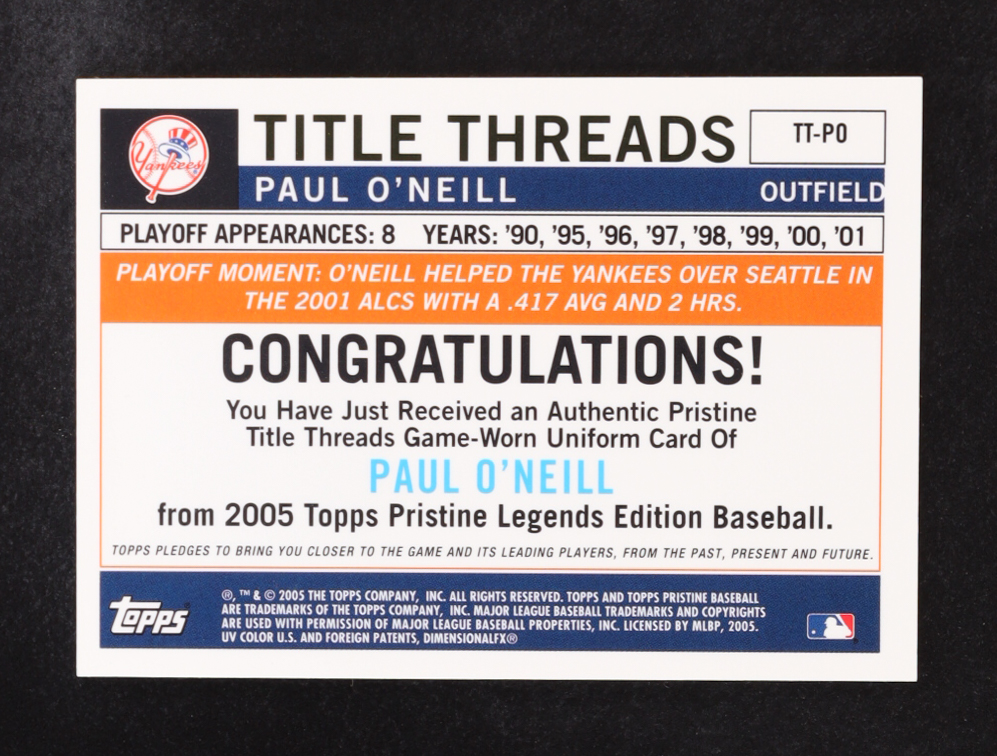 Yankees
TITLE THREADS
TT-PO
PAUL O'NEILL
OUTFIELD
PLAYOFF APPEARANCES: 8 YEARS: '90, '95, '96, '97, '98, '99, '00, '01
PLAYOFF MOMENT: O'NEILL HELPED THE YANKEES OVER SEATTLE IN
THE 2001 ALCS WITH A .417 AVG AND 2 HRS.
CONGRATULATIONS!
You Have Just Received an Authentic Pristine
Title Threads Game-Worn Uniform Card Of
PAUL O'NEILL
from 2005 Topps Pristine Legends Edition Baseball.
TOPPS PLEDGES TO BRING YOU CLOSER TO THE GAME AND ITS LEADING PLAYERS, FROM THE PAST, PRESENT AND FUTURE.
topps
®, ™ & © 2005 THE TOPPS COMPANY, INC. ALL RIGHTS RESERVED. TOPPS AND TOPPS PRISTINE BASEBALL
ARE TRADEMARKS OF THE TOPPS COMPANY, INC. MAJOR LEAGUE BASEBALL TRADEMARKS AND COPYRIGHTS
ARE USED WITH PERMISSION OF MAJOR LEAGUE BASEBALL PROPERTIES, INC. LICENSED BY MLBP, 2005.
UV COLOR U.S. AND FOREIGN PATENTS, DIMENSIONALFX®